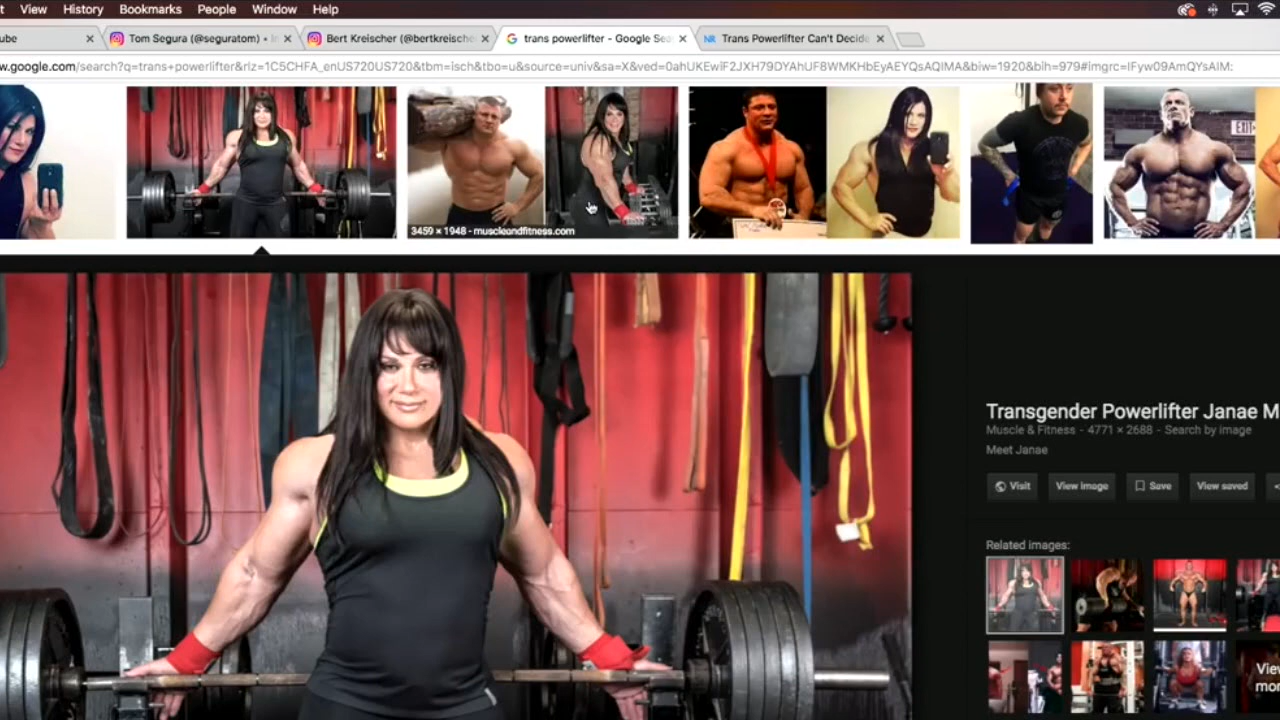 View History Bookmarks People Window Help
Tom Segura (@seguratom) •
Bert Kreischer (@bertkreische
trans powerlifter - Google Sea
NR Trans Powerlifter Can't Decide
w.google.com/search?q=trans+powerlifter&rlz=1C5CHFA_enUS720US720&tbm=isch&tbo=u&source=univ&sa=X&ved=0ahUKEwiF2JXH79DYAhUF8WMKHbEyAEYQsAQIMA&biw=1920&bih=979#imgrc=IFyw09AmQYsAIM:
EXIT
3459 × 1948 - muscleandfitness.com
Transgender Powerlifter Janae M
Muscle & Fitness - 4771 × 2688 - Search by image
Meet Janae
Visit View image Save View saved
Related images:
View
more